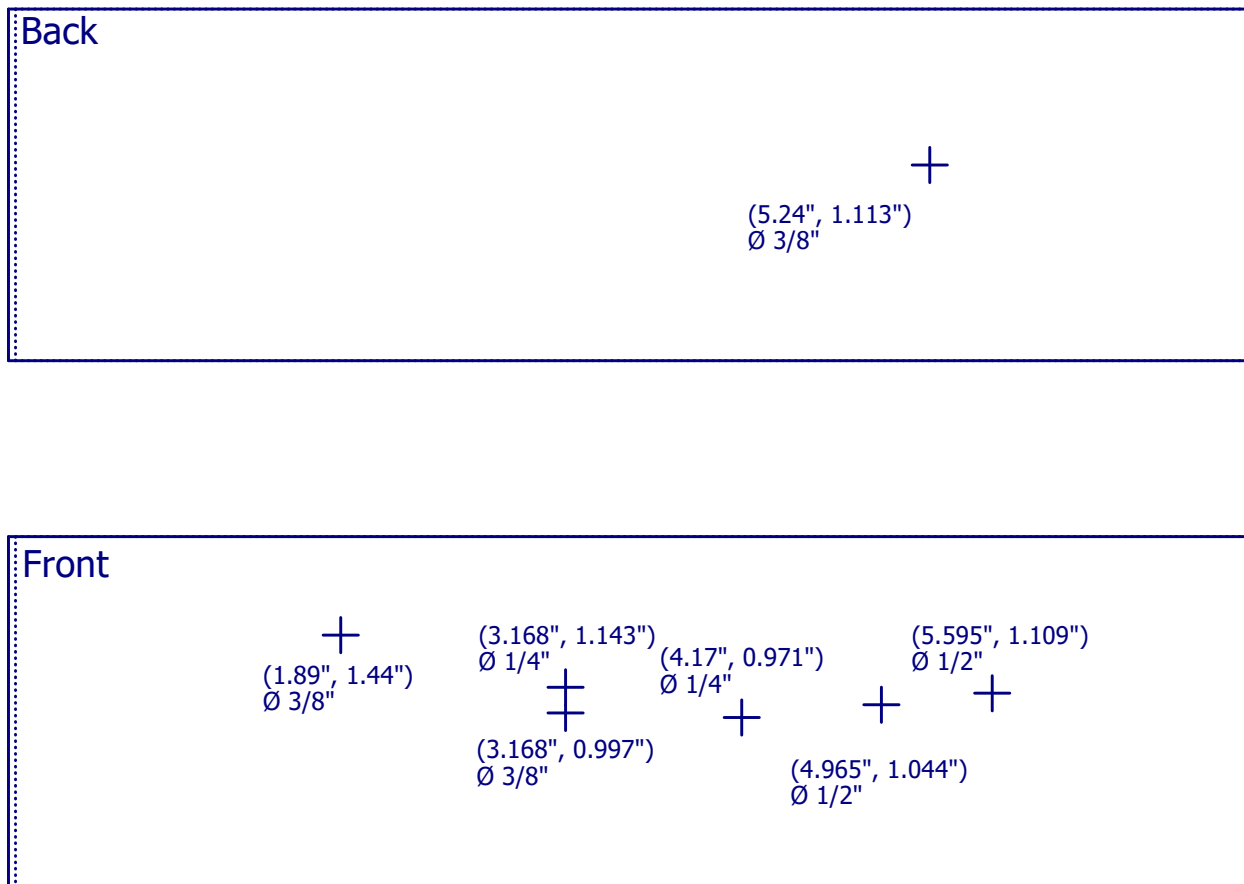 Back
(5.24", 1.113")
Ø 3/8"
Front
(1.89", 1.44")
Ø 3/8"
(3.168", 1.143")
Ø 1/4"
(3.168", 0.997")
Ø 3/8"
(4.17", 0.971")
Ø 1/4"
(4.965", 1.044")
Ø 1/2"
(5.595", 1.109")
Ø 1/2"